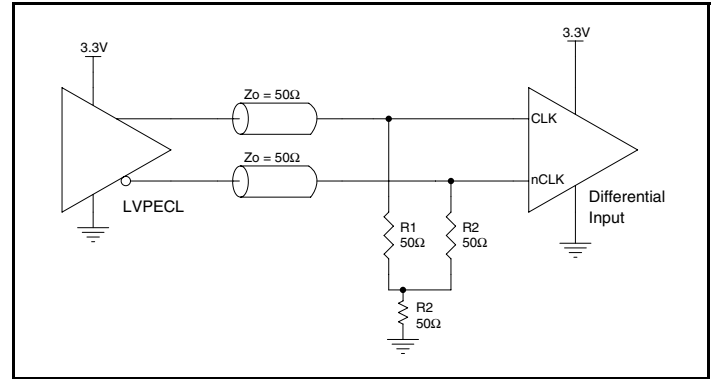 3.3V
3.3V
Zo = 50Ω
CLK
Zo = 50Ω
nCLK
LVPECL
Differential
Input
R1
50Ω
R2
50Ω
R2
50Ω